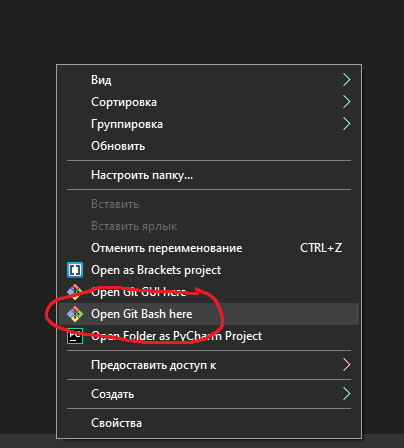 Вид
Сортировка
Группировка
Обновить
Настроить папку...
Вставить
Вставить ярлык
Отменить переименование CTRL+Z
Open as Brackets project
Open Git GUI here
Open Git Bash here
PC Open Folder as PyCharm Project
Предоставить доступ к
Создать
Свойства